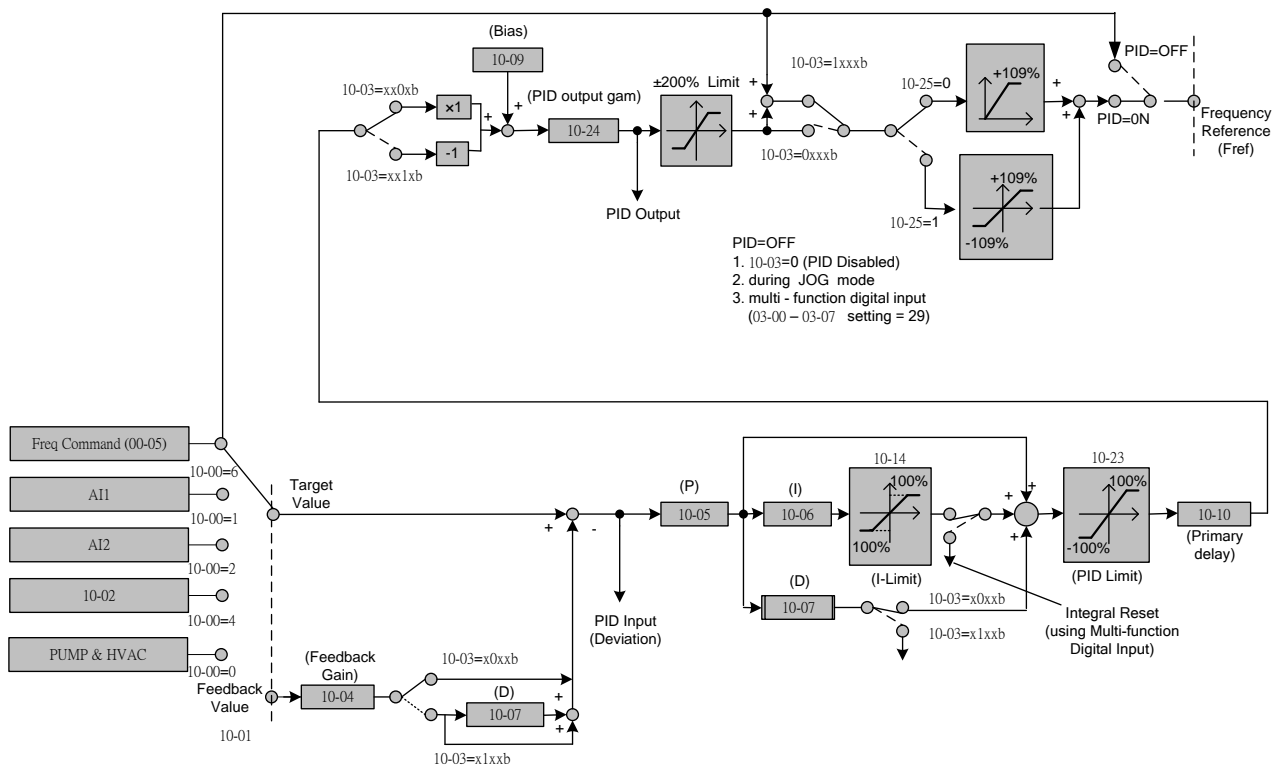 (Bias)
10-09
10-03=xx0xb
×1
-1
10-03=xx1xb
+
+
(PID output gam)
10-24
PID Output
±200% Limit
+
+
10-03=1xxxb
10-03=0xxxb
10-25=0
10-25=1
+109%
+109%
-109%
+
+
PID=OFF
PID=0N
Frequency
Reference
(Fref)
PID=OFF
1. 10-03=0 (PID Disabled)
2. during JOG mode
3. multi - function digital input
(03-00 – 03-07 setting = 29)
Freq Command (00-05)
10-00=6
AI1
10-00=1
AI2
10-00=2
10-02
10-00=4
PUMP & HVAC
10-00=0
Target
Value
Feedback
Value
10-01
(Feedback
Gain)
10-04
10-03=x0xxb
(D)
10-07
+
+
10-03=x1xxb
+
-
PID Input
(Deviation)
(P)
10-05
(I)
10-06
10-14
100%
100%
(I-Limit)
(D)
10-07
10-03=x0xxb
10-03=x1xxb
Integral Reset
(using Multi-function
Digital Input)
+
+
+
10-23
100%
-100%
(PID Limit)
10-10
(Primary
delay)